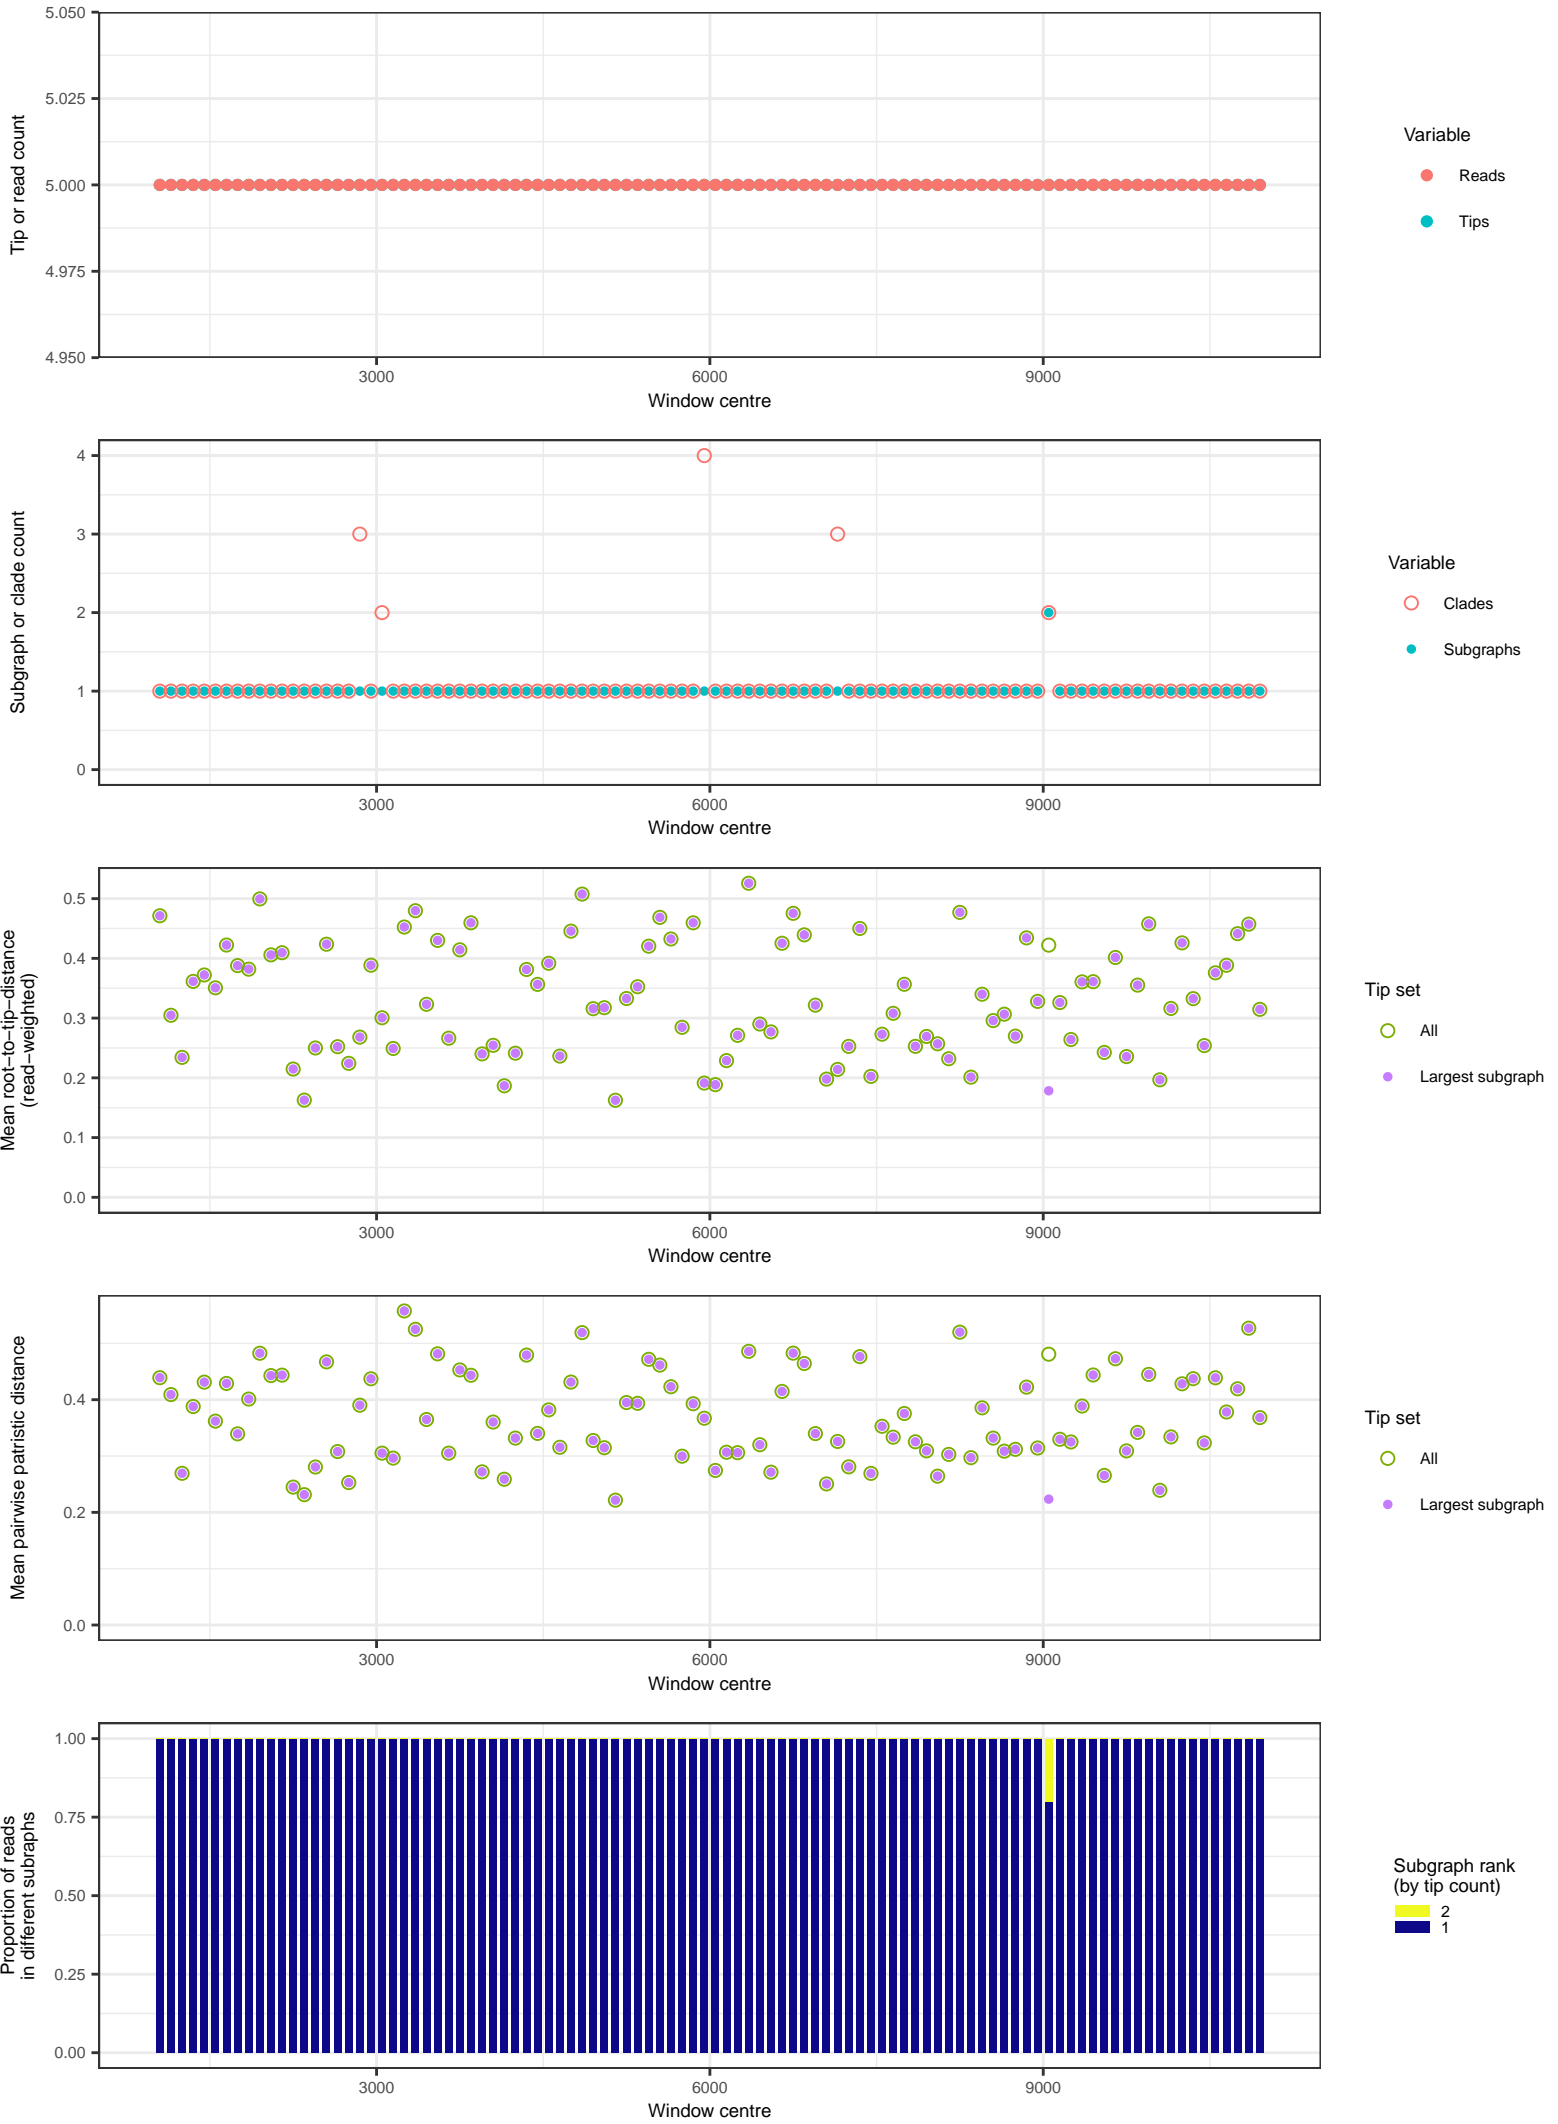 5.050
5.025
5.000
4.975
4.950
Tip or read count
3000
6000
9000
Window centre
Variable
Reads
Tips
4
3
2
1
0
Subgraph or clade count
3000
6000
9000
Window centre
Variable
Clades
Subgraphs
0.5
0.4
0.3
0.2
0.1
0.0
Mean root−to−tip−distance
(read−weighted)
3000
6000
9000
Window centre
Tip set
All
Largest subgraph
0.4
0.2
0.0
Mean pairwise patristic distance
3000
6000
9000
Window centre
Tip set
All
Largest subgraph
1.00
0.75
0.50
0.25
0.00
Proportion of reads
in different subraphs
3000
6000
9000
Window centre
Subgraph rank
(by tip count)
2
1